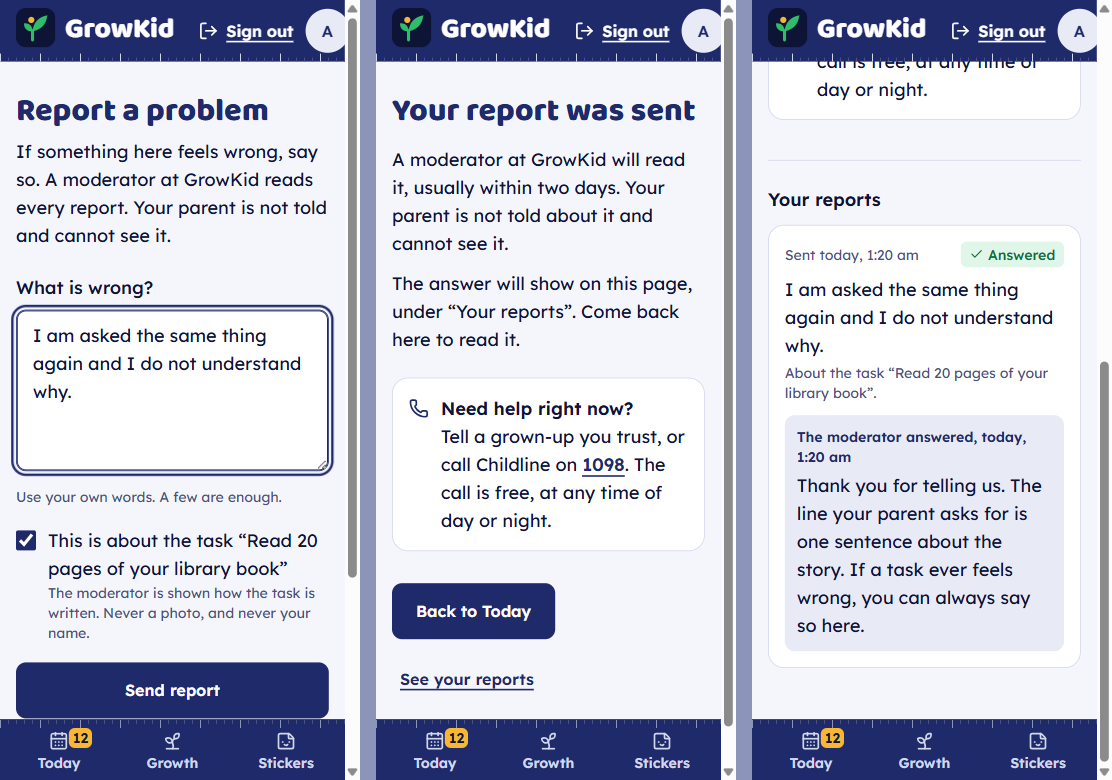 GrowKid
Sign out
A
Report a problem
If something here feels wrong, say
so. A moderator at GrowKid reads
every report. Your parent is not told
and cannot see it.
What is wrong?
I am asked the same thing
again and I do not understand
why.
Use your own words. A few are enough.
This is about the task “Read 20
pages of your library book”
The moderator is shown how the task is
written. Never a photo, and never your
name.
Send report
12
Today
Growth
Stickers
GrowKid
Sign out
A
Your report was sent
A moderator at GrowKid will read
it, usually within two days. Your
parent is not told about it and
cannot see it.
The answer will show on this page,
under “Your reports”. Come back
here to read it.
Need help right now?
Tell a grown-up you trust, or
call Childline on 1098. The
call is free, at any time of
day or night.
Back to Today
See your reports
12
Today
Growth
Stickers
GrowKid
Sign out
A
call is free, at any time of
day or night.
Your reports
Sent today, 1:20 am
Answered
I am asked the same thing
again and I do not understand
why.
About the task “Read 20 pages of your
library book”.
The moderator answered, today,
1:20 am
Thank you for telling us. The
line your parent asks for is
one sentence about the
story. If a task ever feels
wrong, you can always say
so here.
12
Today
Growth
Stickers